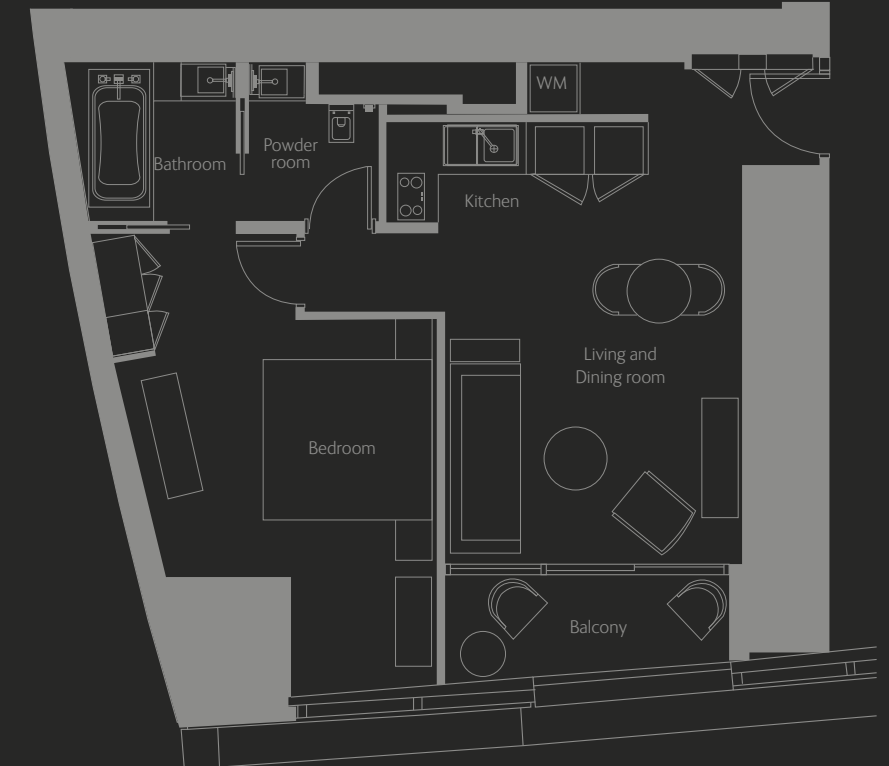 WM
Bathroom
Powder
room
Kitchen
Living and
Dining room
Bedroom
Balcony